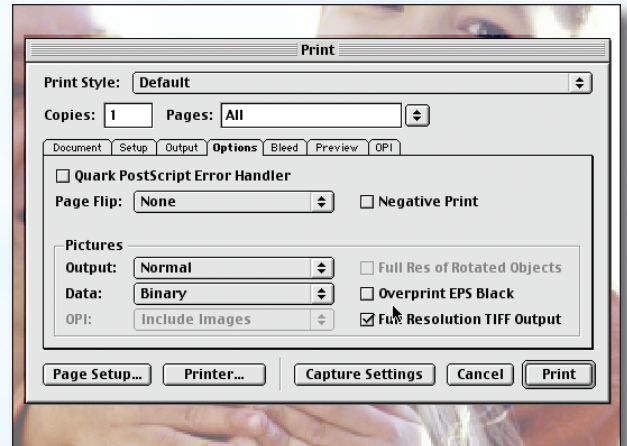 Print
Print Style: Default
Copies: 1 Pages: All
Document Setup Output Options Bleed Preview OPI
Quark PostScript Error Handler
Page Flip: None Negative Print
Pictures
Output: Normal Full Res of Rotated Objects
Data: Binary Overprint EPS Black
OPI: Include Images Full Resolution TIFF Output
Page Setup... Printer... Capture Settings Cancel Print